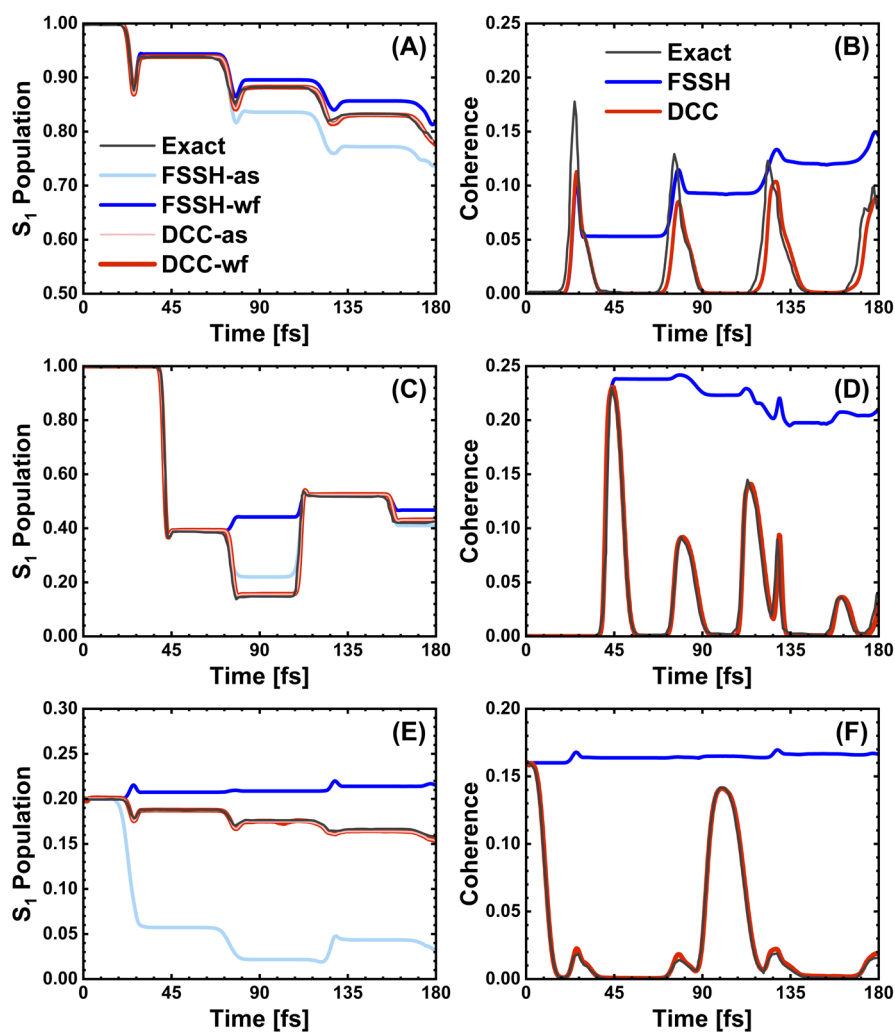 (A)
1.00
0.90
0.80
0.70
0.60
0.50
S₁ Population
Exact
FSSH-as
FSSH-wf
DCC-as
DCC-wf
0 45 90 135 180
Time [fs]
(B)
0.25
0.20
0.15
0.10
0.05
0.00
Coherence
Exact
FSSH
DCC
0 45 90 135 180
Time [fs]
(C)
1.00
0.80
0.60
0.40
0.20
0.00
S₁ Population
0 45 90 135 180
Time [fs]
(D)
0.25
0.20
0.15
0.10
0.05
0.00
Coherence
0 45 90 135 180
Time [fs]
(E)
0.30
0.25
0.20
0.15
0.10
0.05
0.00
S₁ Population
0 45 90 135 180
Time [fs]
(F)
0.20
0.15
0.10
0.05
0.00
Coherence
0 45 90 135 180
Time [fs]